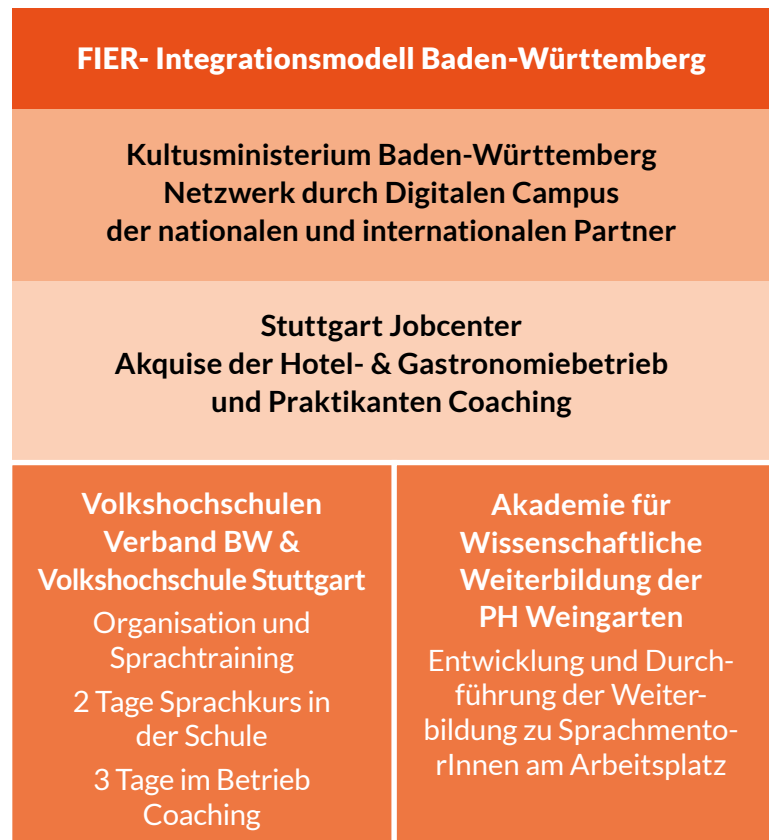 FIER- Integrationsmodell Baden-Württemberg
Kultusministerium Baden-Württemberg
Netzwerk durch Digitalen Campus
der nationalen und internationalen Partner
Stuttgart Jobcenter
Akquise der Hotel- & Gastronomiebetrieb
und Praktikanten Coaching
Volkshochschulen
Verband BW &
Volkshochschule Stuttgart
Organisation und
Sprachtraining
2 Tage Sprachkurs in
der Schule
3 Tage im Betrieb
Coaching
Akademie für
Wissenschaftliche
Weiterbildung der
PH Weingarten
Entwicklung und Durch-
führung der Weiter-
bildung zu Sprachmento-
rInnen am Arbeitsplatz